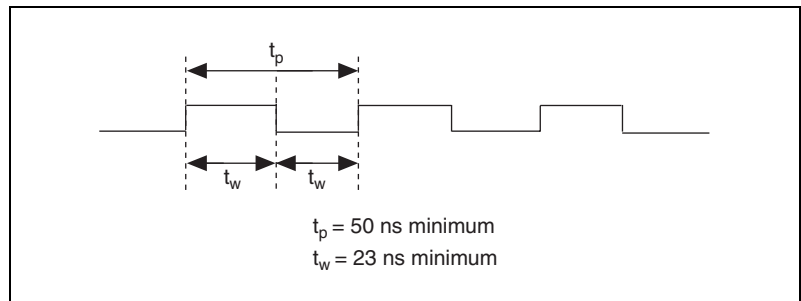 tp
tw tw
tp = 50 ns minimum
tw = 23 ns minimum